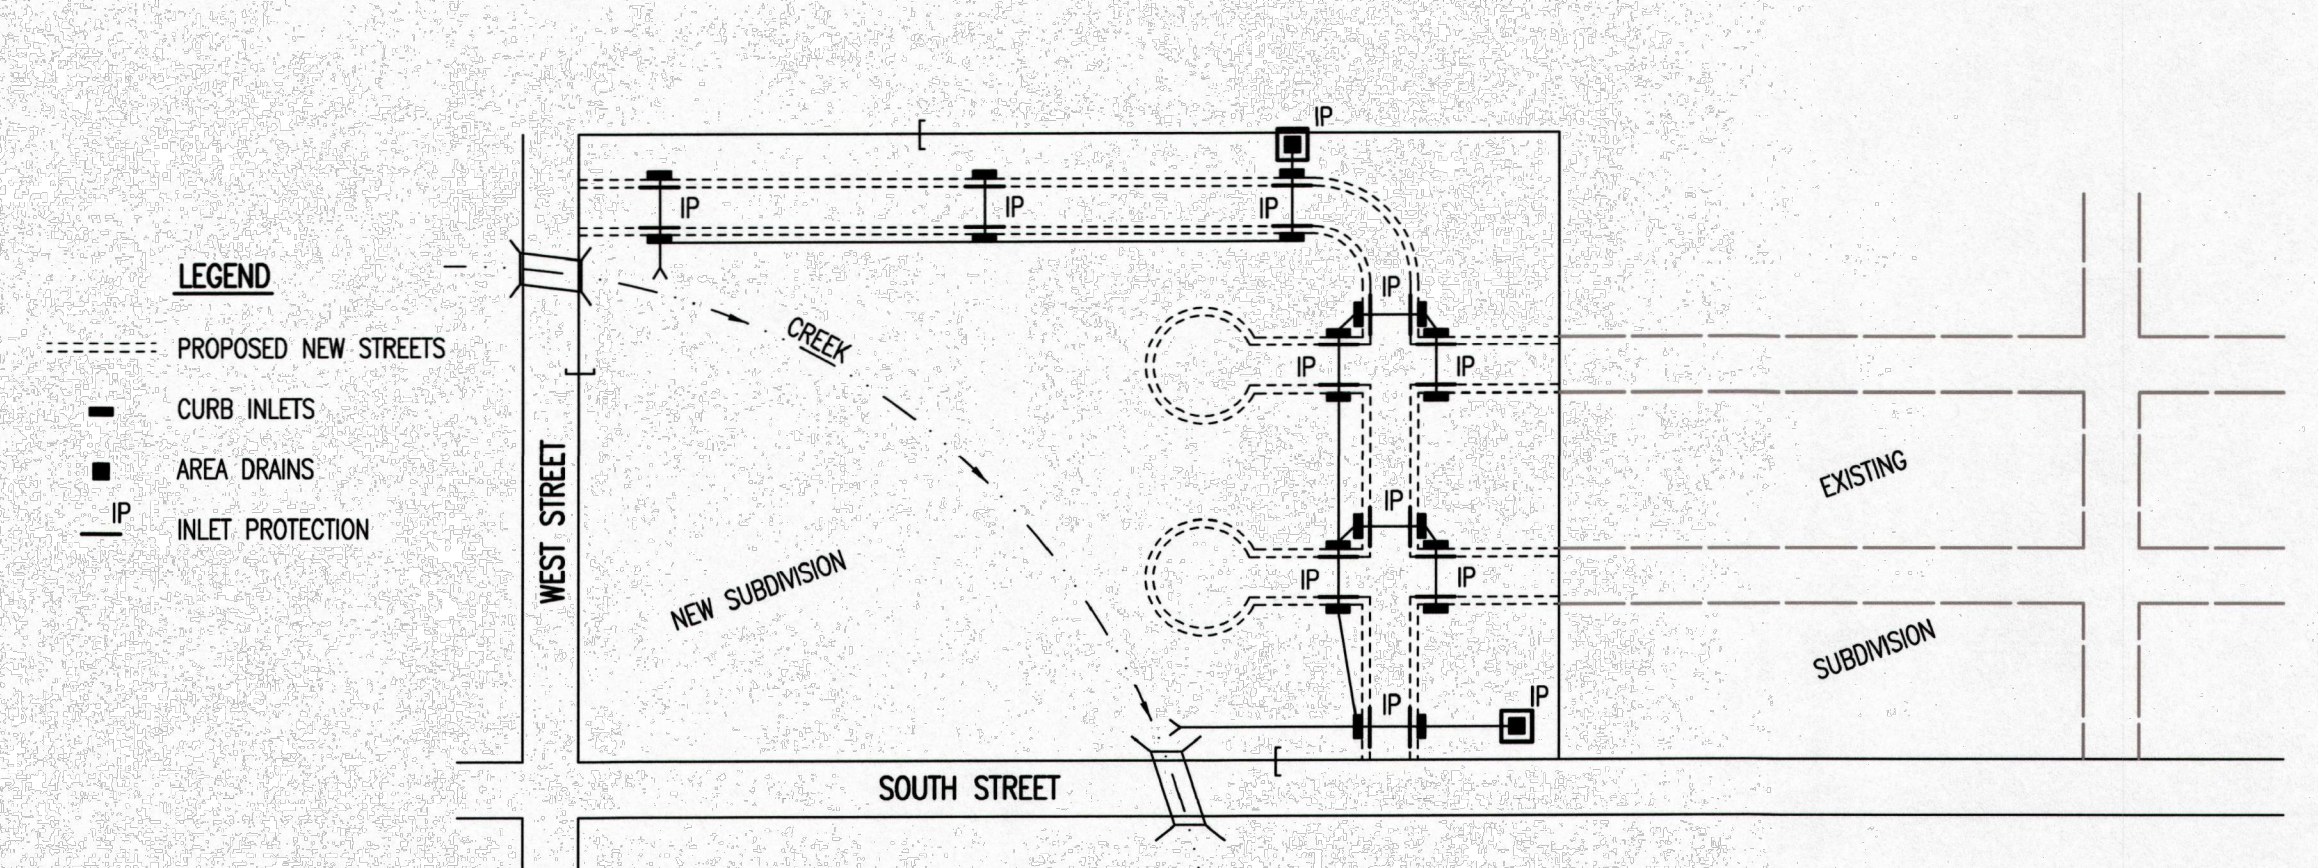 IP
IP
IP
IP
LEGEND
PROPOSED NEW STREETS
CURB INLETS
AREA DRAINS
IP
INLET PROTECTION
WEST STREET
CREEK
NEW SUBDIVISION
IP
IP
IP
IP
IP
IP
IP
IP
SOUTH STREET
EXISTING
SUBDIVISION